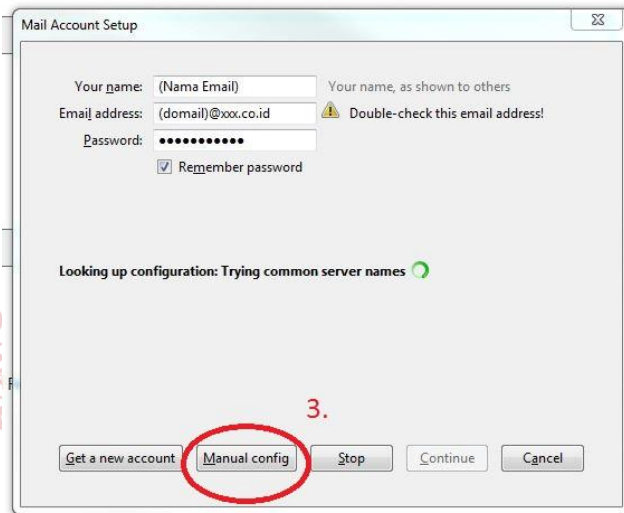 Mail Account Setup
Your name: (Nama Email) Your name, as shown to others
Email address: (domail)@xxx.co.id Double-check this email address!
Password: ●●●●●●●●●●●
Remember password
Looking up configuration: Trying common server names
3.
Get a new account Manual config Stop Continue Cancel